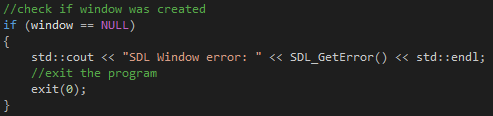 //check if window was created
if (window == NULL)
{
    std::cout << "SDL Window error: " << SDL_GetError() << std::endl;
    //exit the program
    exit(0);
}